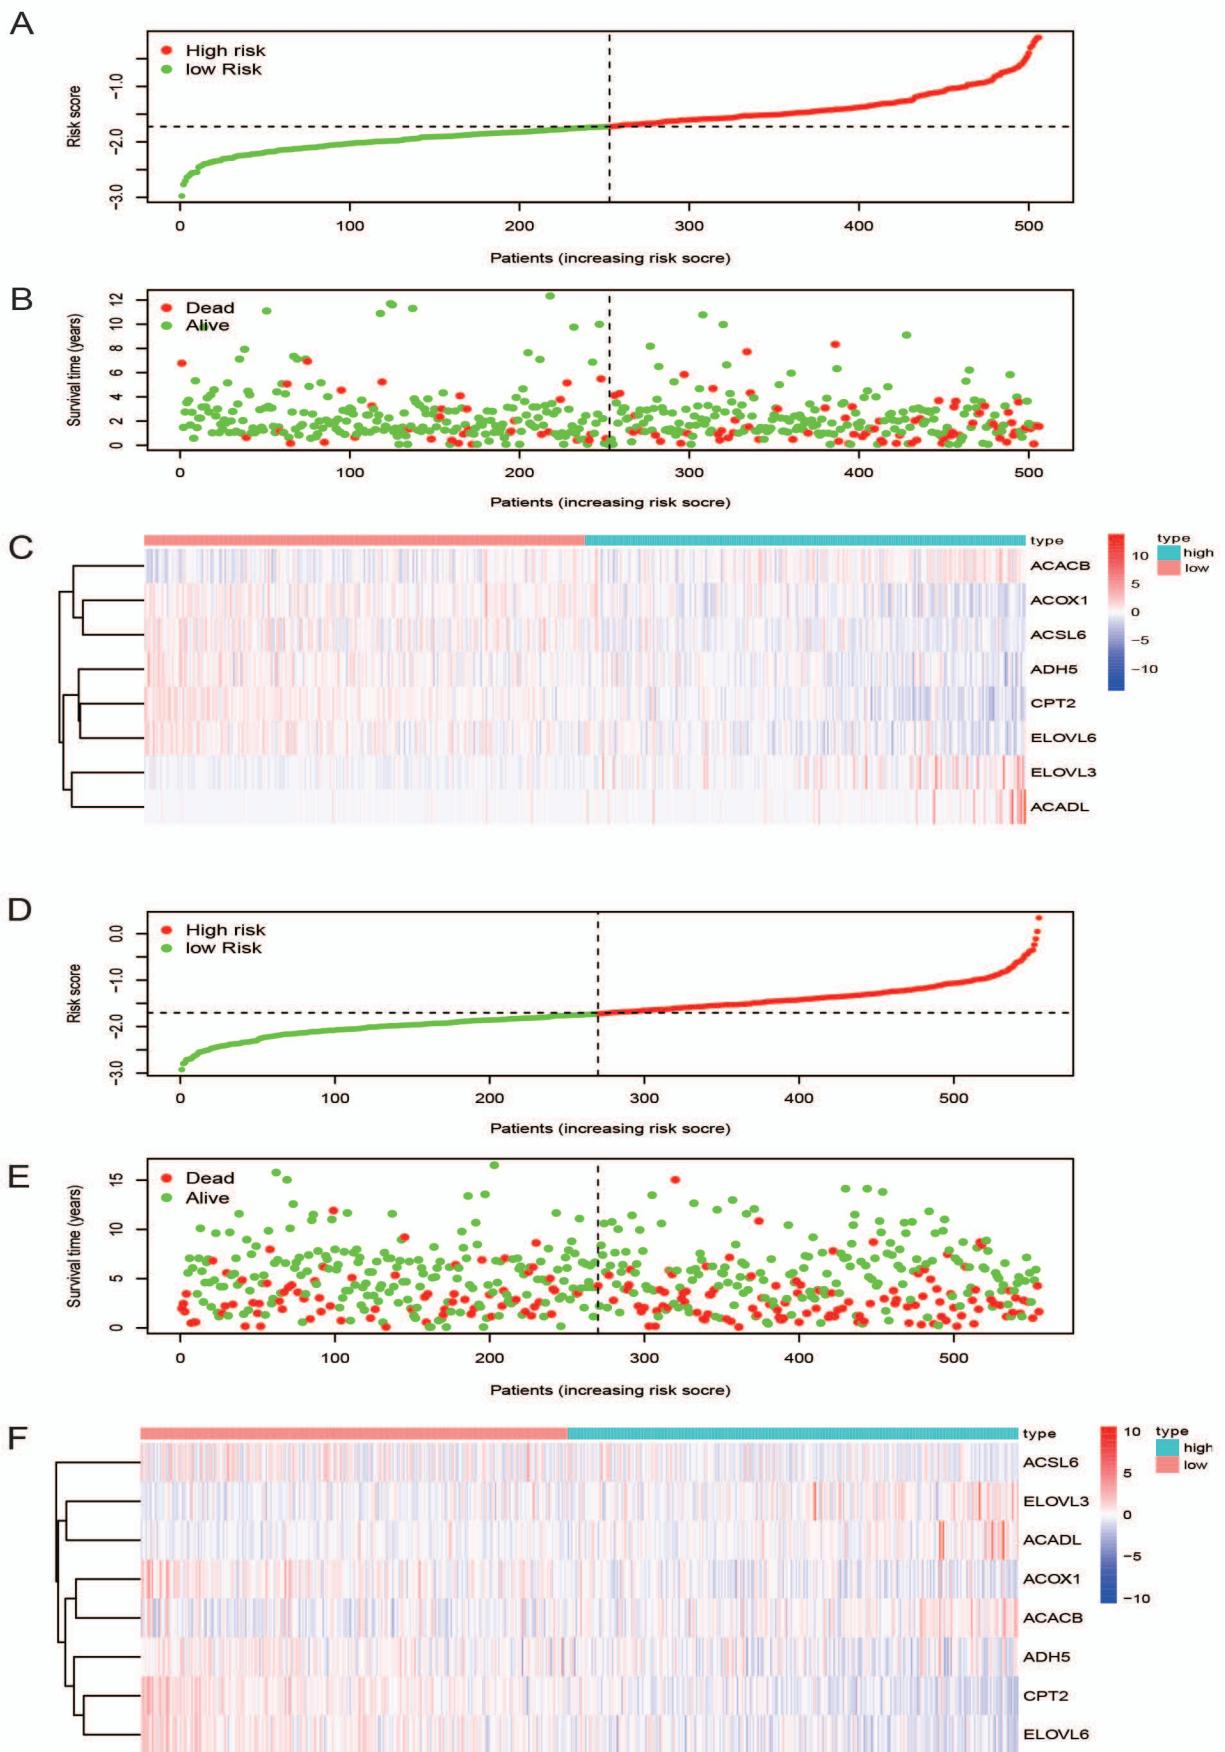 A
High risk
low Risk
Risk score
-1.0
-2.0
-3.0
0
100
200
300
400
500
Patients (increasing risk socre)
B
Dead
Alive
Survival time (years)
12
10
8
6
4
2
0
0
100
200
300
400
500
Patients (increasing risk socre)
C
type
ACACB
ACOX1
ACSL6
ADH5
CPT2
ELOVL6
ELOVL3
ACADL
10
5
0
−5
−10
type
high
low
D
High risk
low Risk
Risk score
0.0
-1.0
-2.0
-3.0
0
100
200
300
400
500
Patients (increasing risk socre)
E
Dead
Alive
Survival time (years)
15
10
5
0
0
100
200
300
400
500
Patients (increasing risk socre)
F
type
ACSL6
ELOVL3
ACADL
ACOX1
ACACB
ADH5
CPT2
ELOVL6
10
5
0
−5
−10
type
high
low